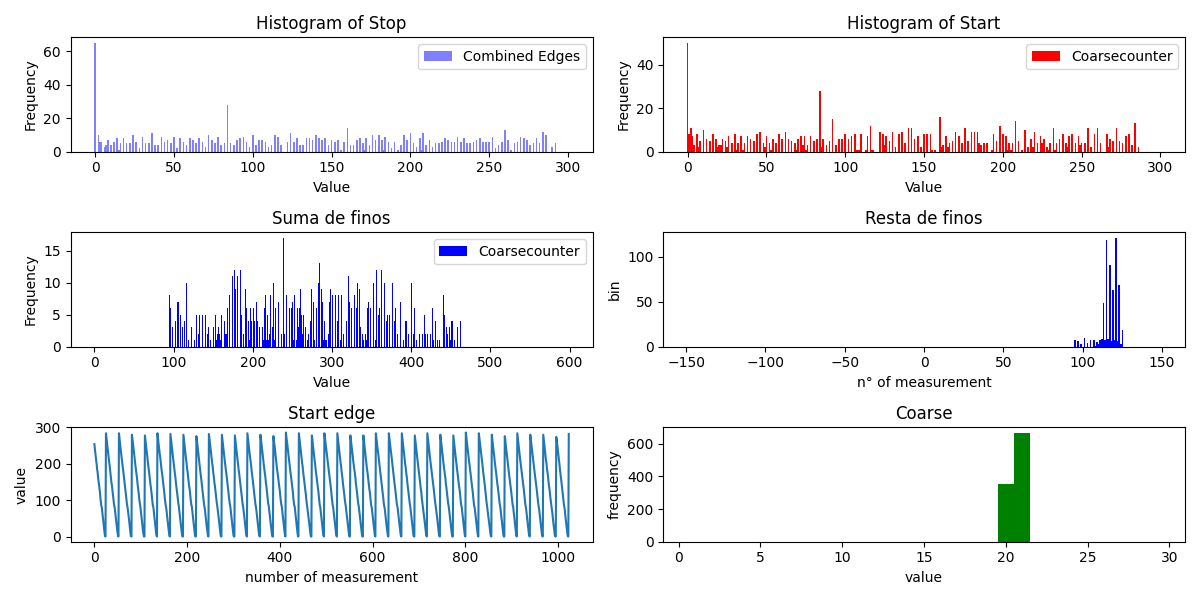 Histogram of Stop
Frequency
60
40
20
0
Combined Edges
0 50 100 150 200 250 300
Value
Histogram of Start
Frequency
40
20
0
Coarsecounter
0 50 100 150 200 250 300
Value
Suma de finos
Frequency
15
10
5
0
Coarsecounter
0 100 200 300 400 500 600
Value
Resta de finos
bin
100
50
0
−150 −100 −50 0 50 100 150
n° of measurement
Start edge
value
300
200
100
0
0 200 400 600 800 1000
number of measurement
Coarse
frequency
600
400
200
0
0 5 10 15 20 25 30
value